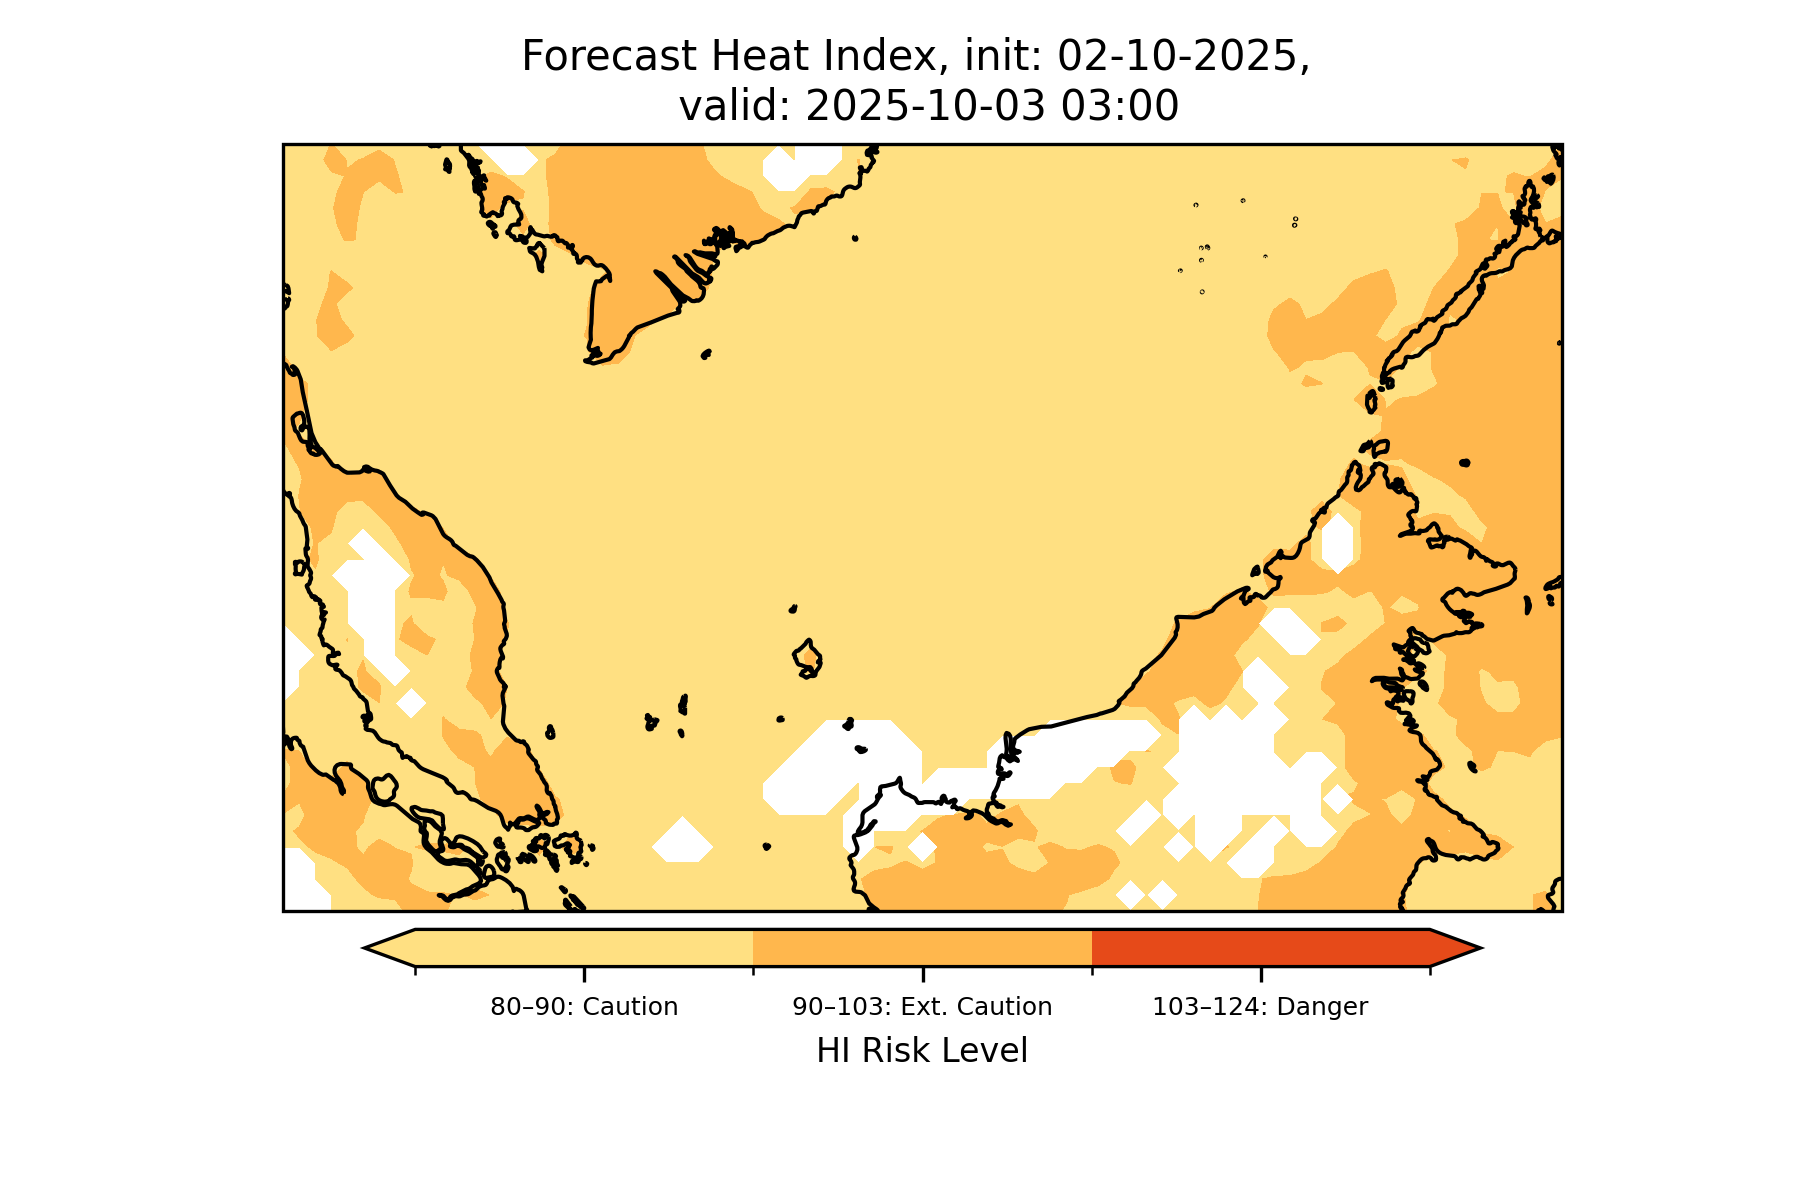 Forecast Heat Index, init: 02-10-2025,
valid: 2025-10-03 03:00
80–90: Caution
90–103: Ext. Caution
103–124: Danger
HI Risk Level